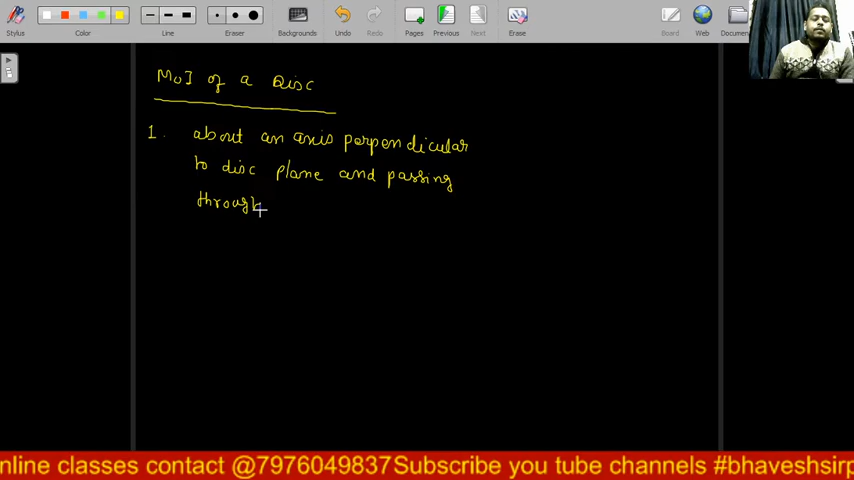 Stylus
Color
Line
Eraser
Backgrounds
Undo
Redo
Pages
Previous
Next
Erase
Board
Web
Documen
MoI of a Disc
1. about an axis perpendicular
to disc plane and passing
through
nline classes contact @7976049837Subscribe you tube channels #bhaveshsirp